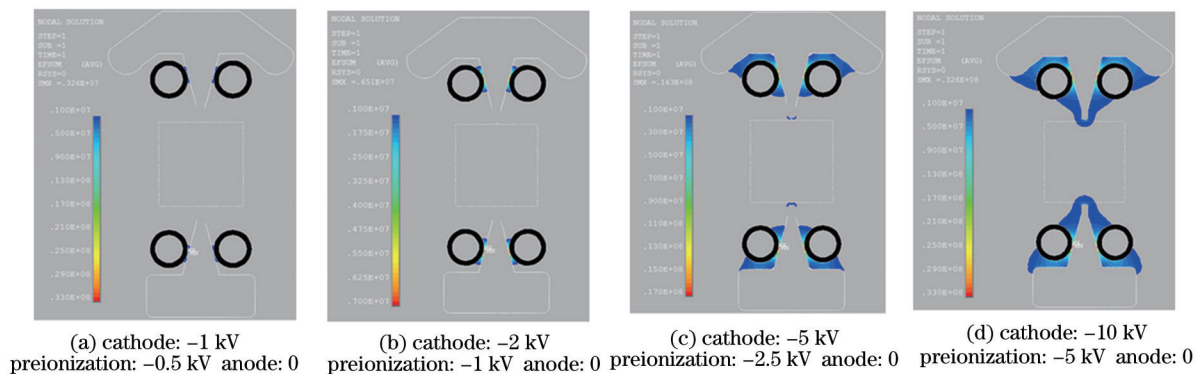 NODAL SOLUTION
STEP=1
SUB =1
TIME=1
EFSUM (AVG)
RSYS=0
SMX =.326E+07
.100E+07
.500E+07
.900E+07
.130E+08
.170E+08
.210E+08
.250E+08
.290E+08
.330E+08
(a) cathode: −1 kV
preionization: −0.5 kV anode: 0
NODAL SOLUTION
STEP=1
SUB =1
TIME=1
EFSUM (AVG)
RSYS=0
SMX =.651E+07
.100E+07
.175E+07
.250E+07
.325E+07
.400E+07
.475E+07
.550E+07
.625E+07
.700E+07
(b) cathode: −2 kV
preionization: −1 kV anode: 0
NODAL SOLUTION
STEP=1
SUB =1
TIME=1
EFSUM (AVG)
RSYS=0
SMX =.163E+08
.100E+07
.300E+07
.500E+07
.700E+07
.900E+07
.110E+08
.130E+08
.150E+08
.170E+08
(c) cathode: −5 kV
preionization: −2.5 kV anode: 0
NODAL SOLUTION
STEP=1
SUB =1
TIME=1
EFSUM (AVG)
RSYS=0
SMX =.326E+08
.100E+07
.500E+07
.900E+07
.130E+08
.170E+08
.210E+08
.250E+08
.290E+08
.330E+08
(d) cathode: −10 kV
preionization: −5 kV anode: 0